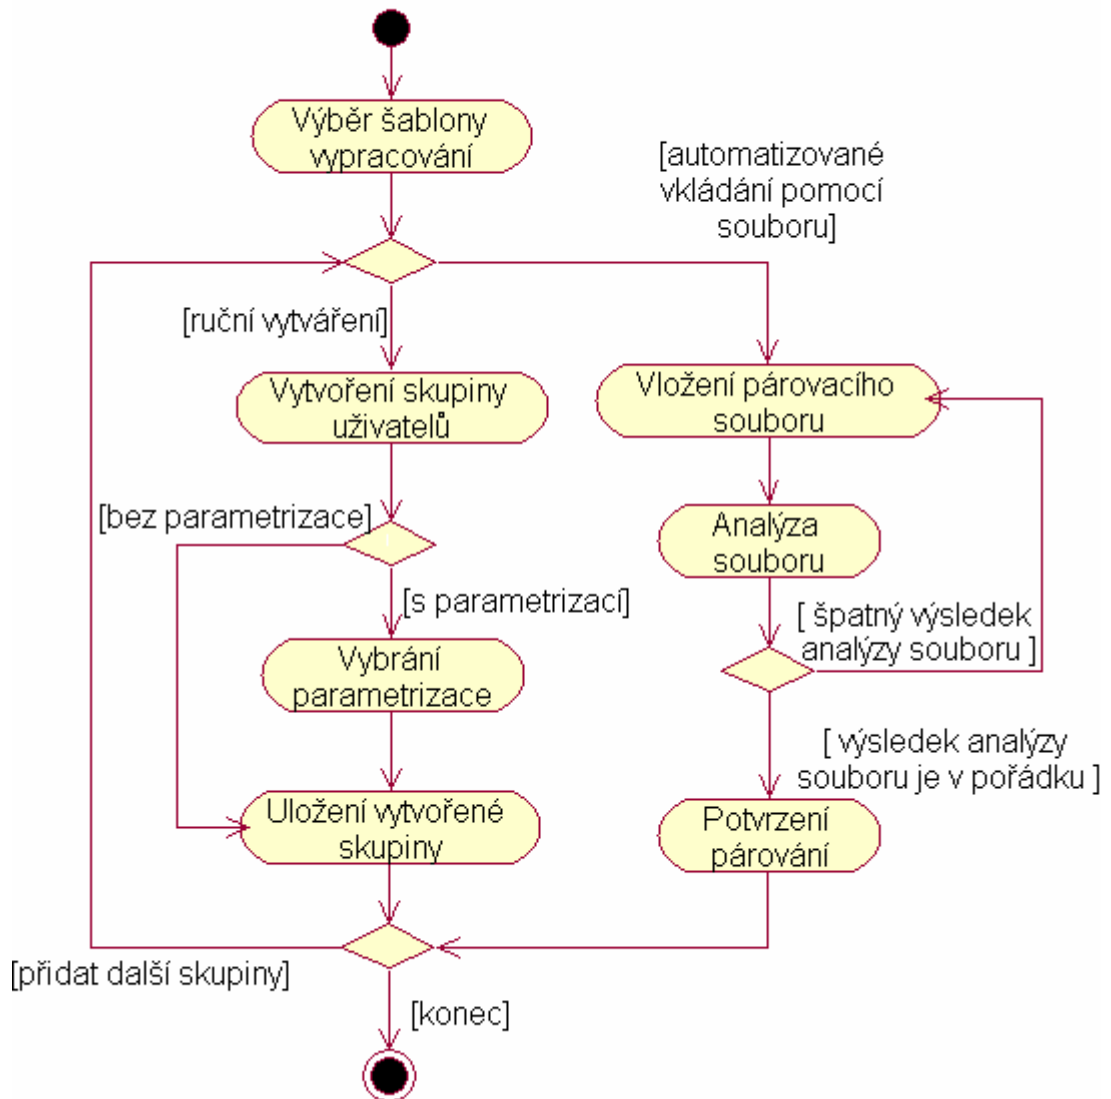 Výběr šablony
vypracování
[automatizované
vkládání pomocí
souboru]
[ruční vytváření]
Vytvoření skupiny
uživatelů
Vložení párovacího
souboru
[bez parametrizace]
Analýza
souboru
[s parametrizací]
[ špatný výsledek
analýzy souboru ]
Vybrání
parametrizace
[ výsledek analýzy
souboru je v pořádku ]
Uložení vytvořené
skupiny
Potvrzení
párování
[přidat další skupiny]
[konec]